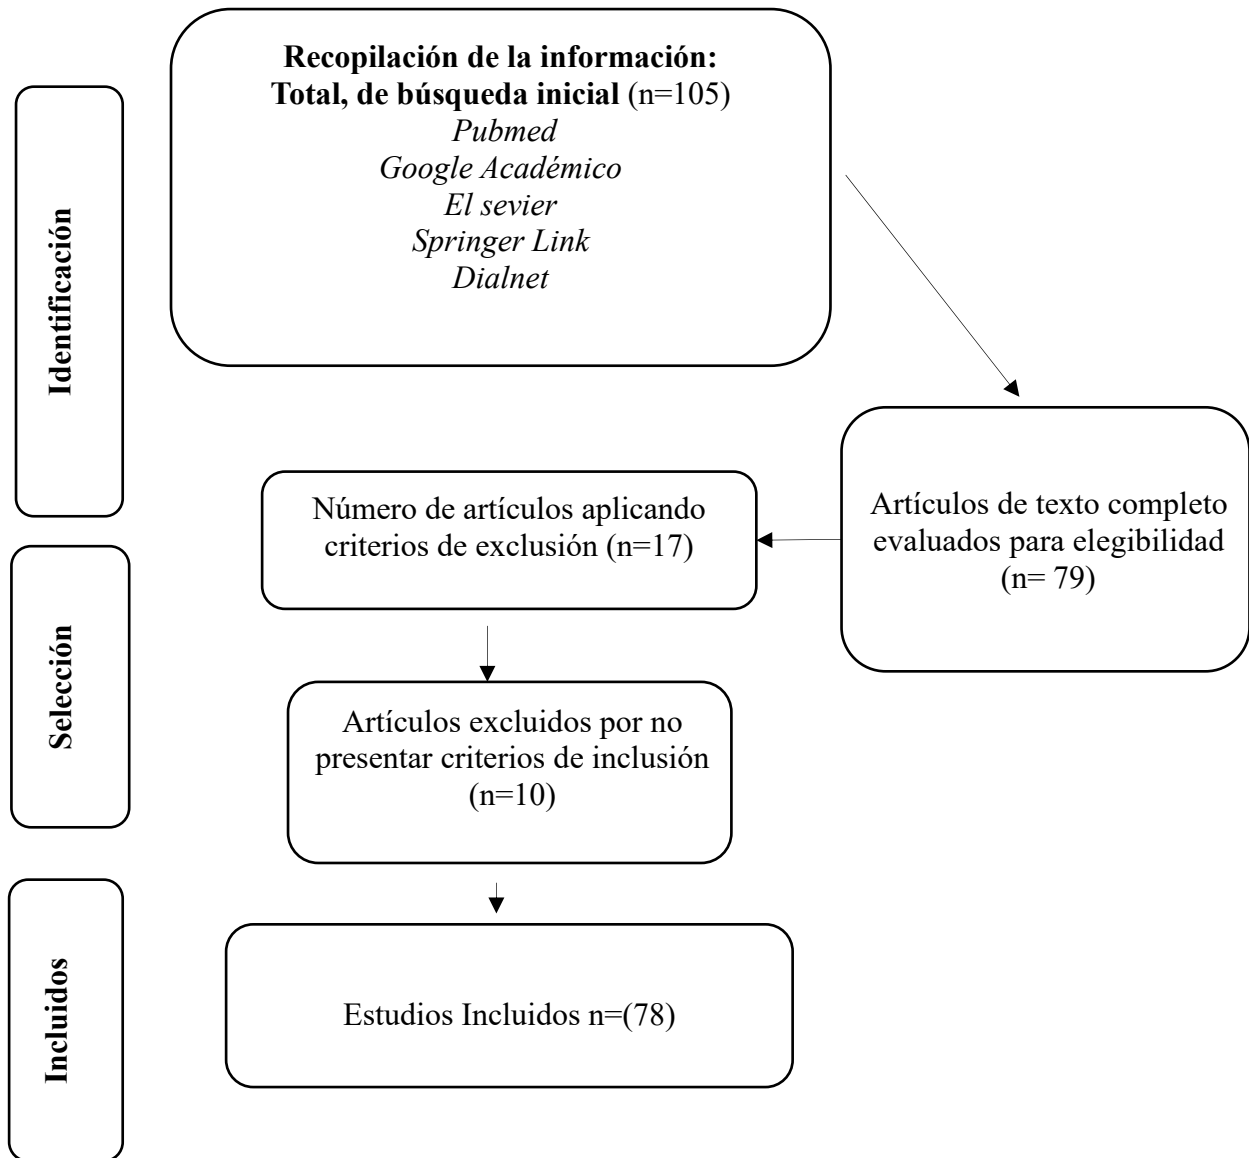 Recopilación de la información:
Total, de búsqueda inicial (n=105)
Pubmed
Google Académico
El sevier
Springer Link
Dialnet
Identificación
Artículos de texto completo
evaluados para elegibilidad
(n= 79)
Número de artículos aplicando
criterios de exclusión (n=17)
Selección
Artículos excluidos por no
presentar criterios de inclusión
(n=10)
Incluidos
Estudios Incluidos n=(78)